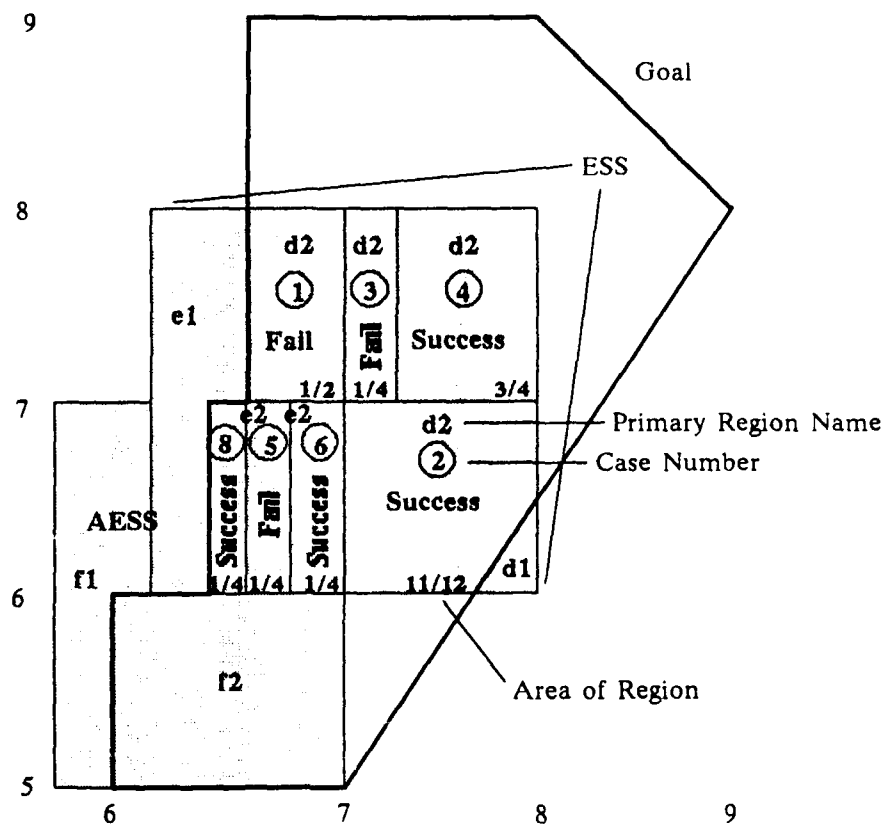 9
Goal
ESS
8
d2 d2 d2
1 3 4
e1
Fail Fail Success
1/2 1/4 3/4
7
e2 e2 d2 Primary Region Name
8 5 6 2 Case Number
Success Fail Success Success
AESS
f1
1/4 1/4 1/4 11/12 d1
6
f2
Area of Region
5
6 7 8 9